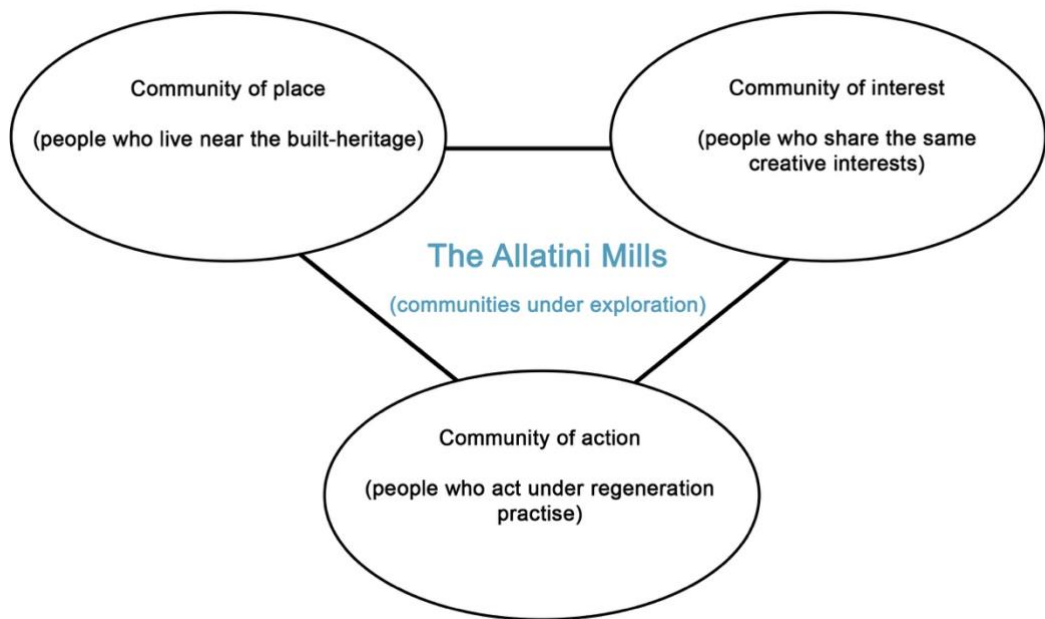 Community of place
(people who live near the built-heritage)
Community of interest
(people who share the same
creative interests)
The Allatini Mills
(communities under exploration)
Community of action
(people who act under regeneration
practise)